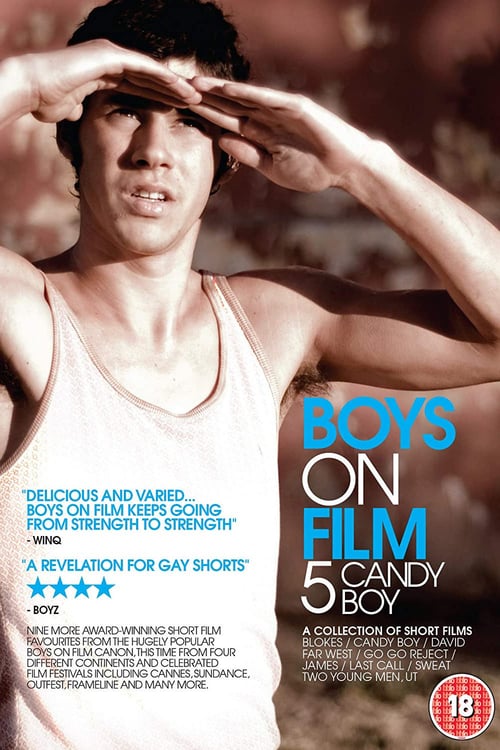 BOYS
ON
FILM
5 CANDY
BOY
"DELICIOUS AND VARIED...
BOYS ON FILM KEEPS GOING
FROM STRENGTH TO STRENGTH"
- WINQ
"A REVELATION FOR GAY SHORTS"
- BOYZ
NINE MORE AWARD-WINNING SHORT FILM
FAVOURITES FROM THE HUGELY POPULAR
BOYS ON FILM CANON, THIS TIME FROM FOUR
DIFFERENT CONTINENTS AND CELEBRATED
FILM FESTIVALS INCLUDING CANNES, SUNDANCE,
OUTFEST, FRAMELINE AND MANY MORE.
A COLLECTION OF SHORT FILMS
BLOKES / CANDY BOY / DAVID
FAR WEST / GO GO REJECT /
JAMES / LAST CALL / SWEAT
TWO YOUNG MEN, UT
18